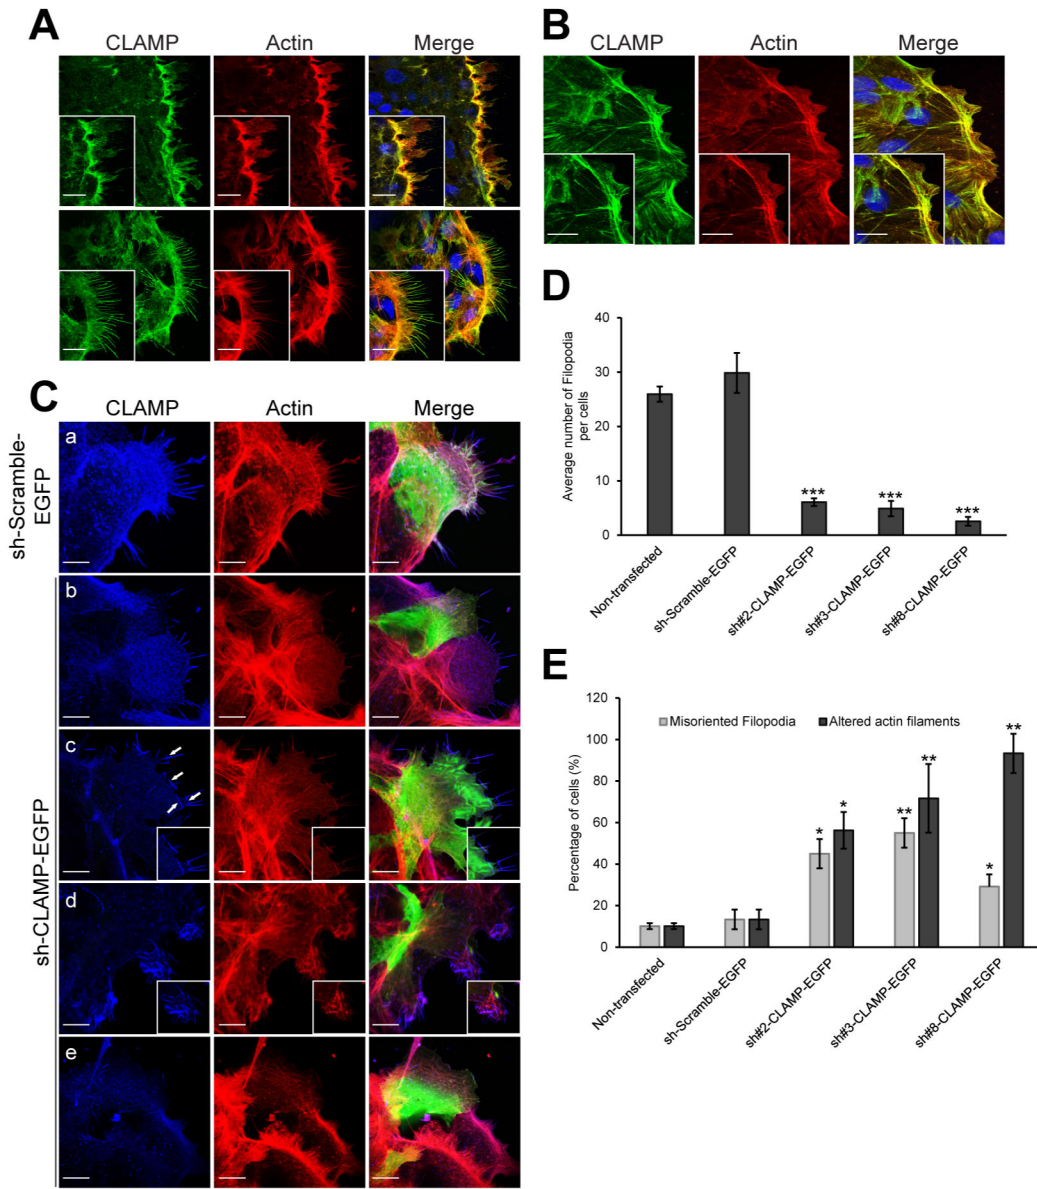 A
CLAMP Actin Merge
B
CLAMP Actin Merge
C
CLAMP Actin Merge
sh-Scramble-
EGFP
a
sh-CLAMP-EGFP
b
c
d
e
D
Average number of Filopodia
per cells
40
30
20
10
0
*** *** ***
Non-transfected
sh-Scramble-EGFP
sh#2-CLAMP-EGFP
sh#3-CLAMP-EGFP
sh#8-CLAMP-EGFP
E
Percentage of cells (%)
120
100
80
60
40
20
0
Misoriented Filopodia Altered actin filaments
* * ** ** * **
Non-transfected
sh-Scramble-EGFP
sh#2-CLAMP-EGFP
sh#3-CLAMP-EGFP
sh#8-CLAMP-EGFP